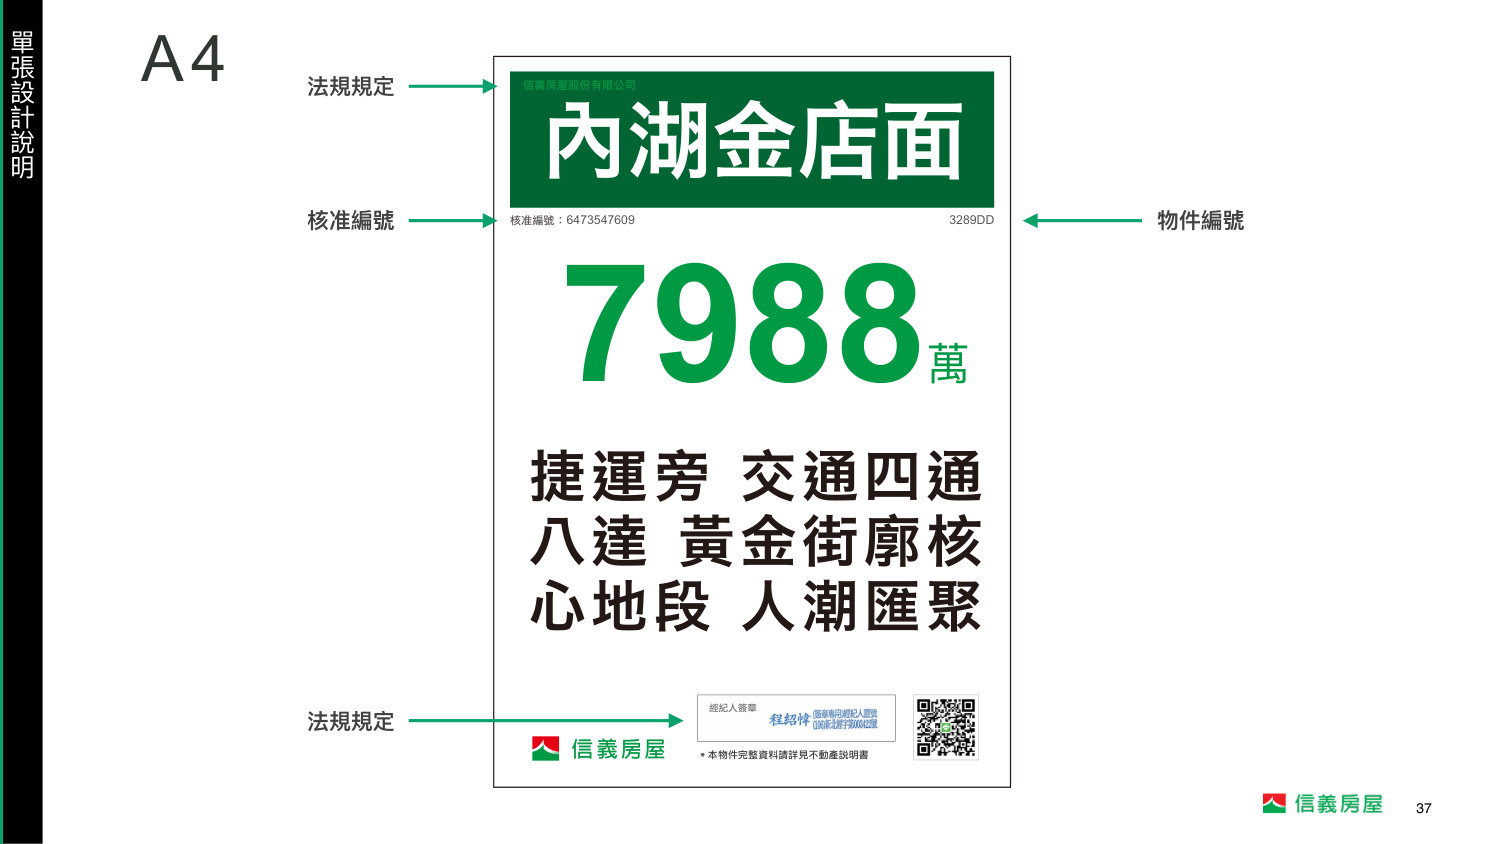 單張設計說明
A4
法規規定
信義房屋股份有限公司
內湖金店面
核准編號
核准編號：6473547609
3289DD
物件編號
7988萬
捷運旁 交通四通
八達 黃金街廓核
心地段 人潮匯聚
法規規定
經紀人簽章
程紹幃
信義房屋
*本物件完整資料請詳見不動產說明書
信義房屋
37